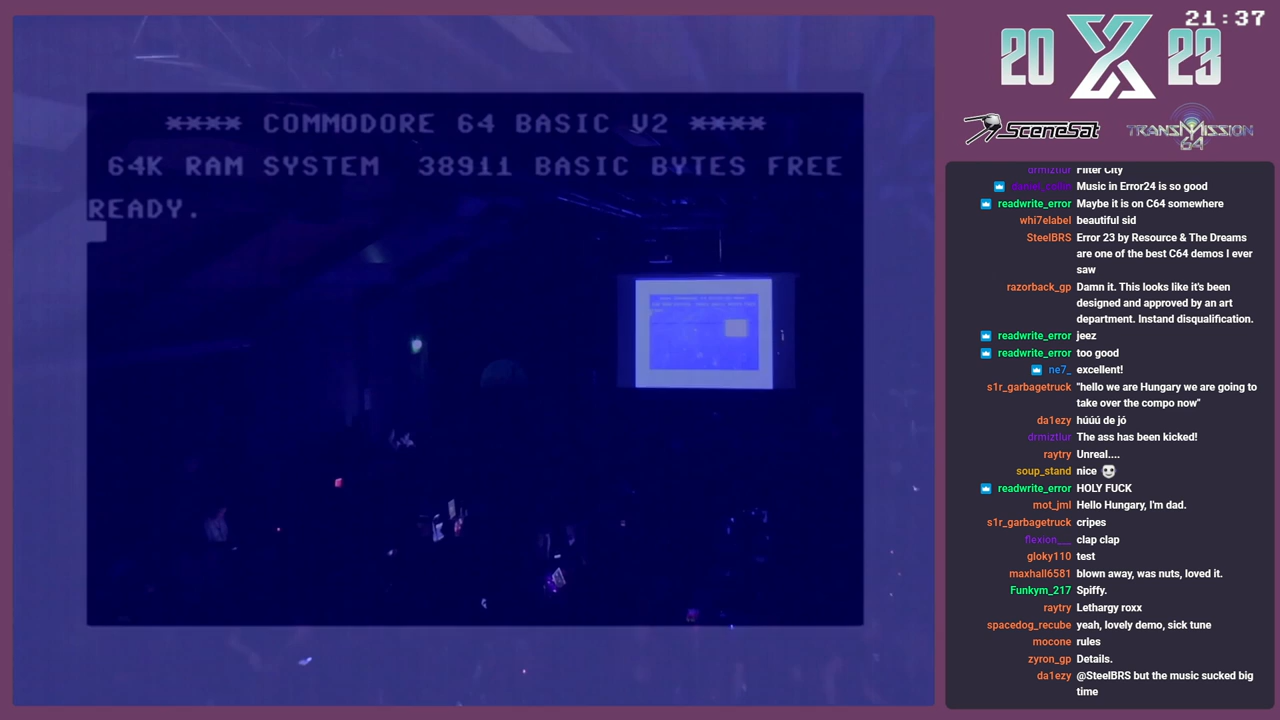 **** COMMODORE 64 BASIC V2 ****
64K RAM SYSTEM 38911 BASIC BYTES FREE
READY.
21:37
20 X 23
SCENESAT
TRANSMISSION
64
drmiztiur Filter City
daniel_collin Music in Error24 is so good
readwrite_error Maybe it is on C64 somewhere
whi7elabel beautiful sid
SteelBRS Error 23 by Resource & The Dreams
are one of the best C64 demos I ever
saw
razorback_gp Damn it. This looks like it's been
designed and approved by an art
department. Instand disqualification.
readwrite_error jeez
readwrite_error too good
ne7_ excellent!
s1r_garbagetruck "hello we are Hungary we are going to
take over the compo now"
da1ezy húúú de jó
drmiztiur The ass has been kicked!
raytry Unreal....
soup_stand nice
readwrite_error HOLY FUCK
mot_jml Hello Hungary, I'm dad.
s1r_garbagetruck cripes
flexion___ clap clap
gloky110 test
maxhall6581 blown away, was nuts, loved it.
Funkym_217 Spiffy.
raytry Lethargy roxx
spacedog_recube yeah, lovely demo, sick tune
mocone rules
zyron_gp Details.
da1ezy @SteelBRS but the music sucked big
time